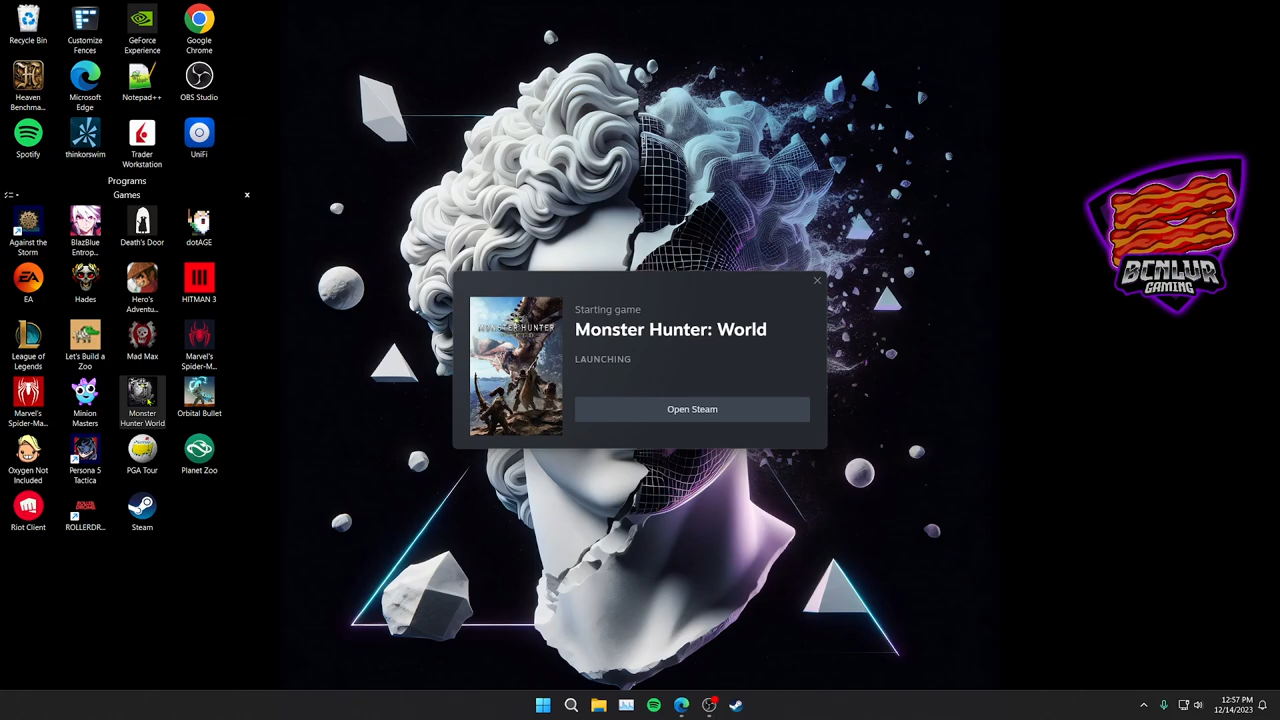 Recycle Bin
Customize
Fences
GeForce
Experience
Google
Chrome
Heaven
Benchma...
Microsoft
Edge
Notepad++
OBS Studio
Spotify
thinkorswim
Trader
Workstation
UniFi
Programs
Games
x
Against the
Storm
BlazBlue
Entrop...
Death's Door
dotAGE
EA
EA
Hades
Hero's
Adventu...
HITMAN 3
League of
Legends
Let's Build a
Zoo
Mad Max
Marvel's
Spider-M...
Marvel's
Spider-Ma...
Minion
Masters
Monster
Hunter World
Orbital Bullet
Oxygen Not
Included
Persona 5
Tactica
PGA Tour
Planet Zoo
Riot Client
ROLLERDR...
Steam
MONSTER HUNTER
Starting game
Monster Hunter: World
LAUNCHING
Open Steam
BCNLVR
GAMING
12:57 PM
12/14/2023